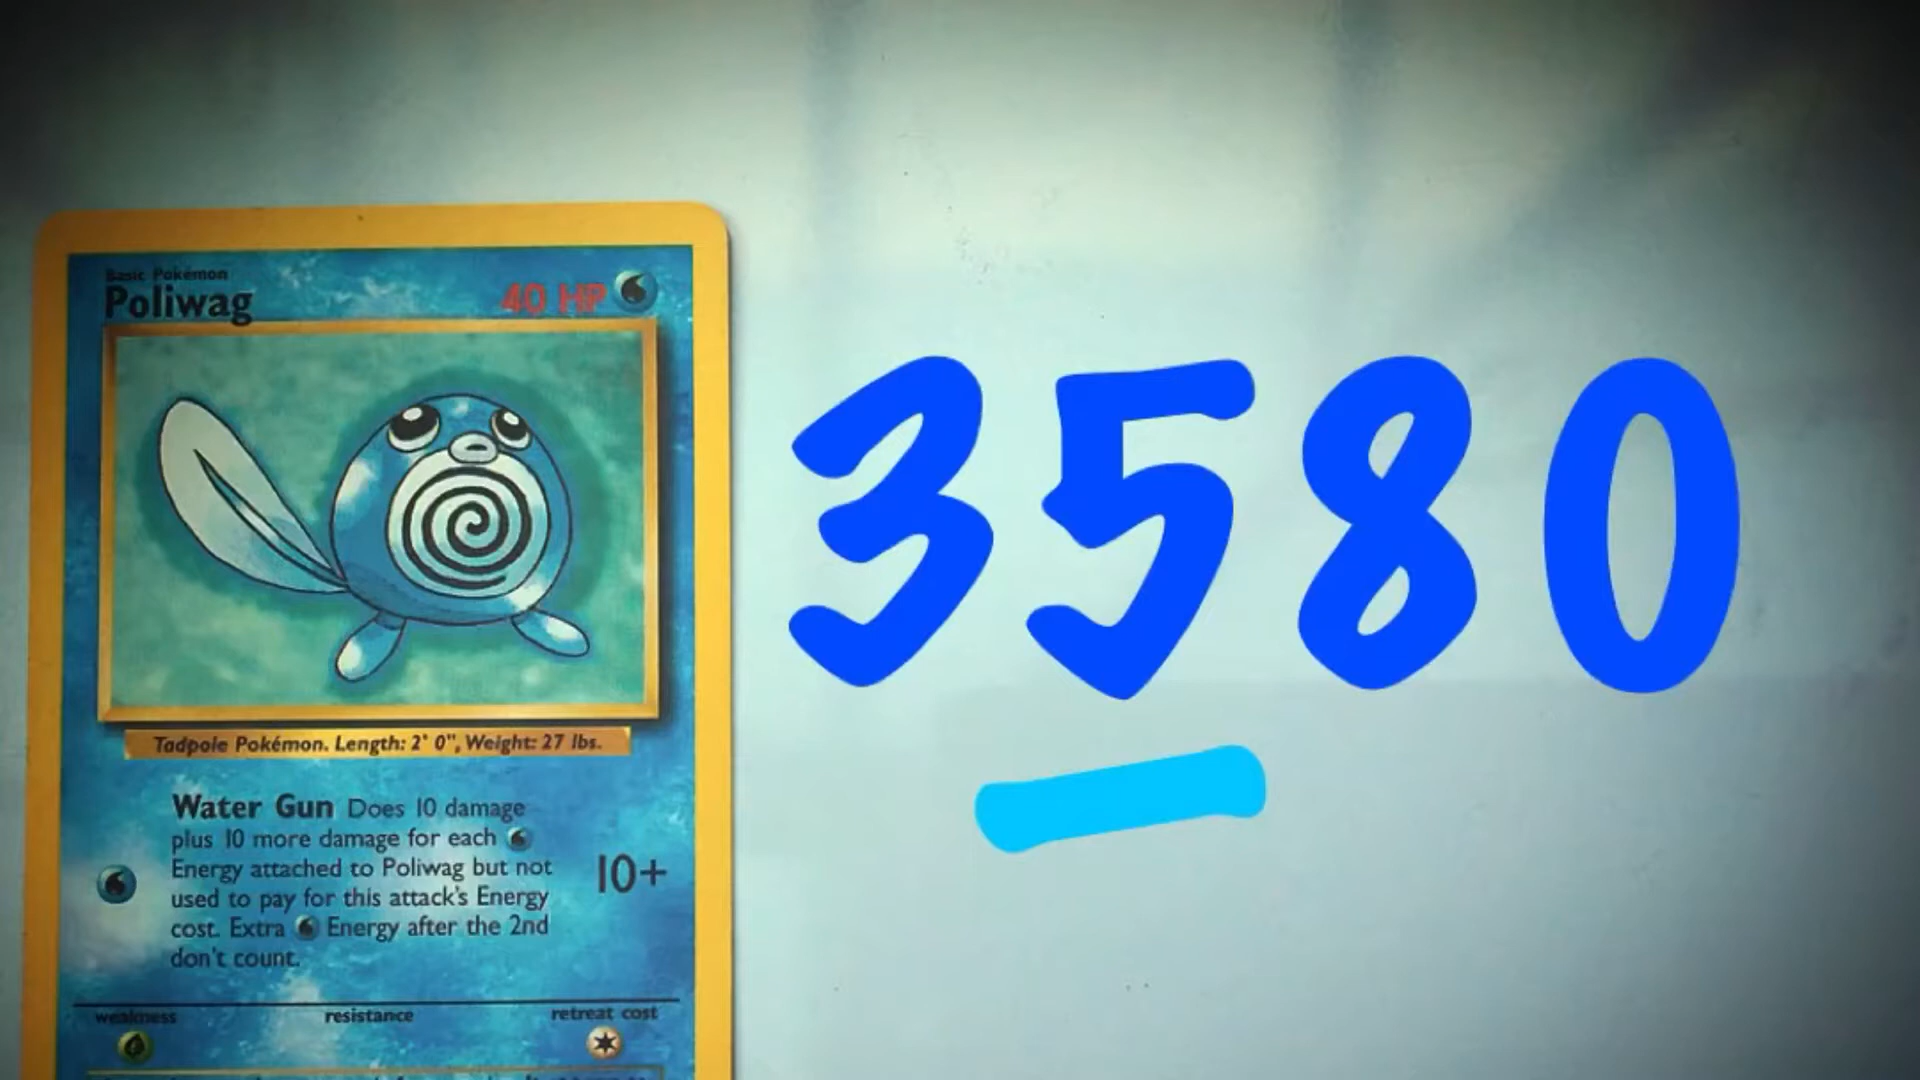 Basic Pokémon
Poliwag 40 HP
3580
Tadpole Pokémon. Length: 2' 0", Weight: 27 lbs.
Water Gun Does 10 damage
plus 10 more damage for each
Energy attached to Poliwag but not
used to pay for this attack's Energy
cost. Extra Energy after the 2nd
don't count.
10+
weakness resistance retreat cost